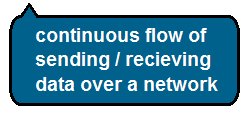 continuous flow of
sending / recieving
data over a network